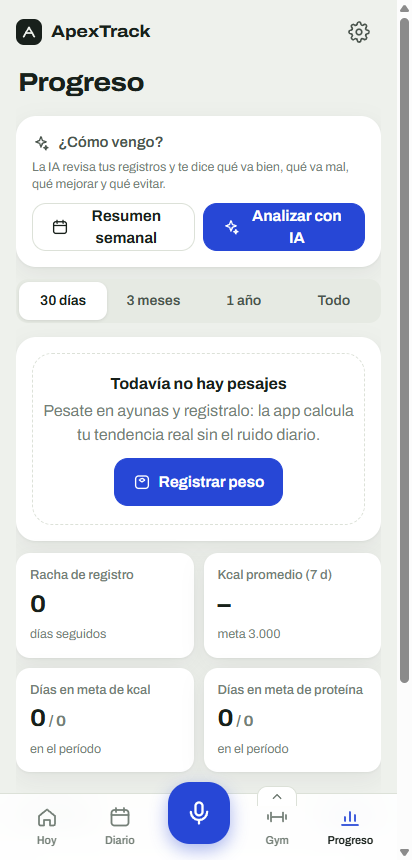 ApexTrack
Progreso
¿Cómo vengo?
La IA revisa tus registros y te dice qué va bien, qué va mal,
qué mejorar y qué evitar.
Resumen
semanal
Analizar con
IA
30 días
3 meses
1 año
Todo
Todavía no hay pesajes
Pesate en ayunas y registralo: la app calcula
tu tendencia real sin el ruido diario.
Registrar peso
Racha de registro
0
días seguidos
Kcal promedio (7 d)
–
meta 3.000
Días en meta de kcal
0 / 0
en el período
Días en meta de proteína
0 / 0
en el período
Hoy
Diario
Gym
Progreso